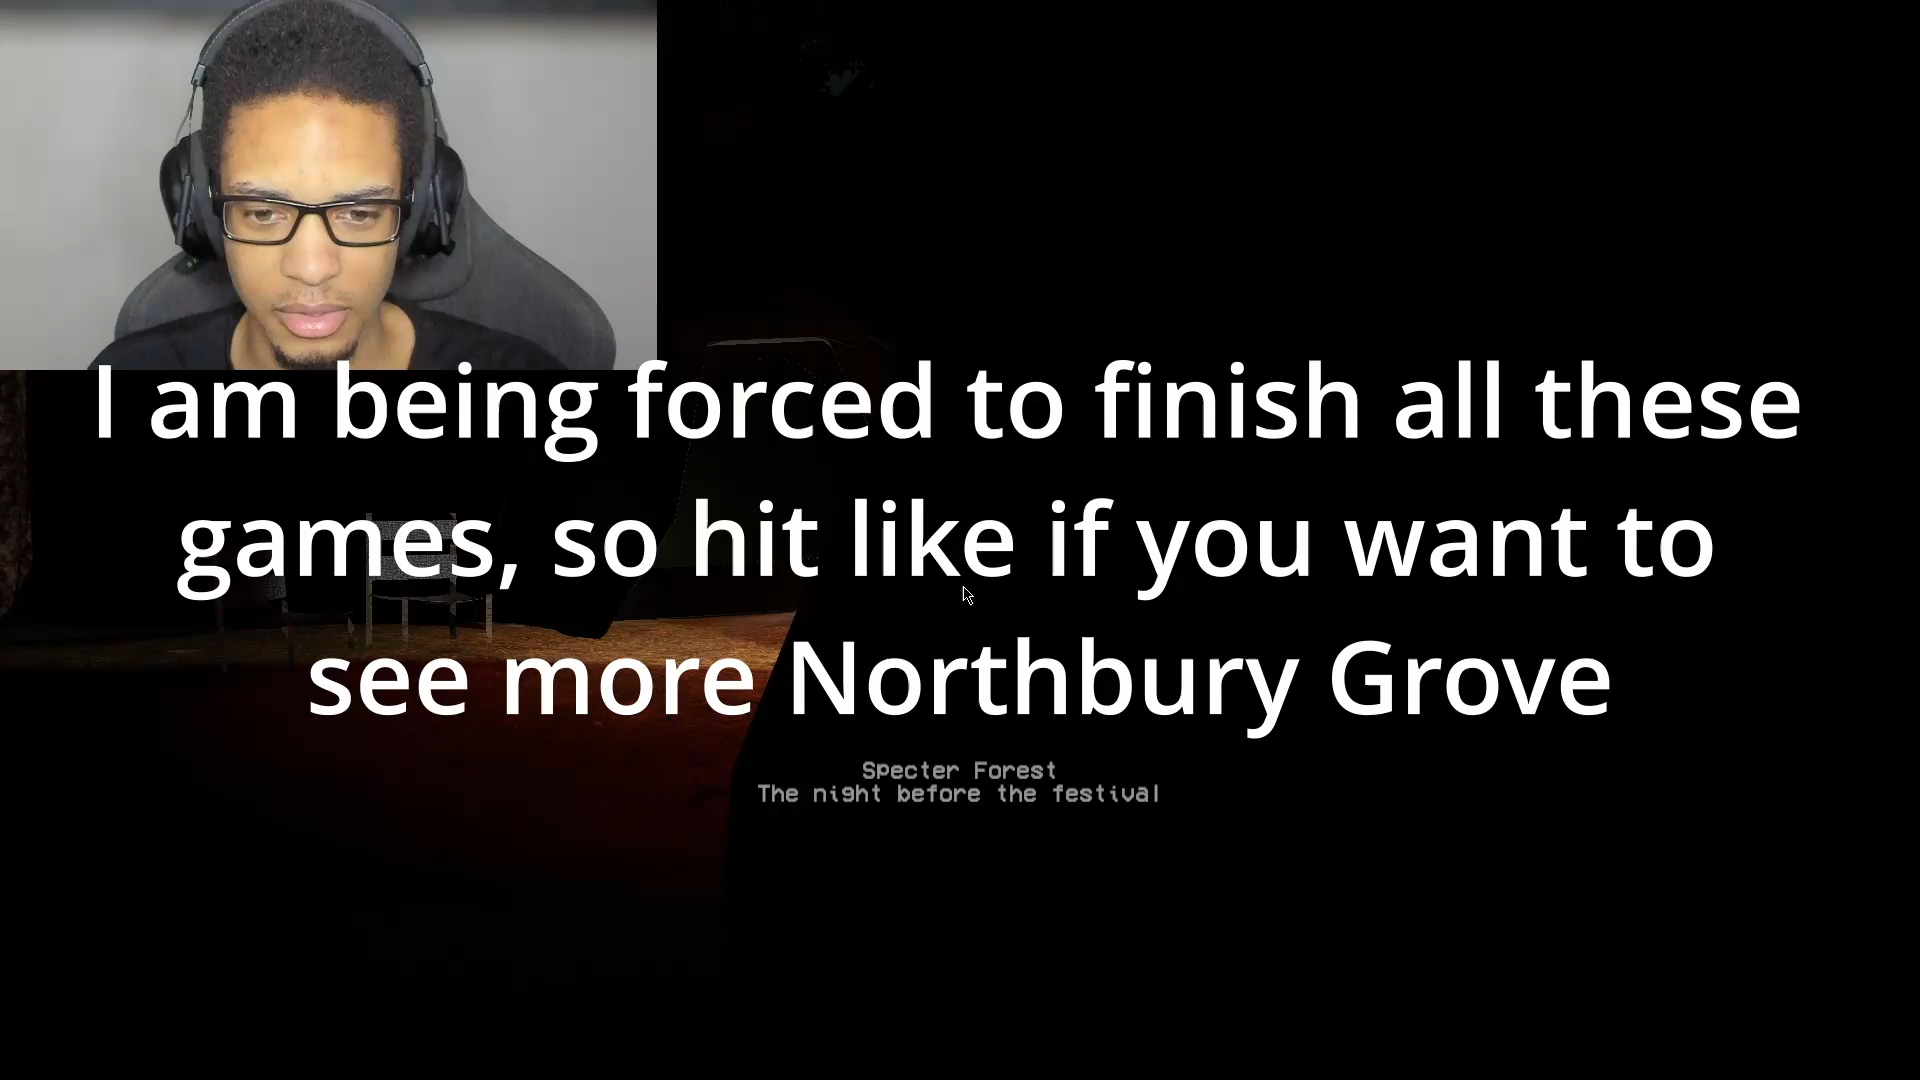 I am being forced to finish all these
games, so hit like if you want to
see more Northbury Grove
Specter Forest
The night before the festival